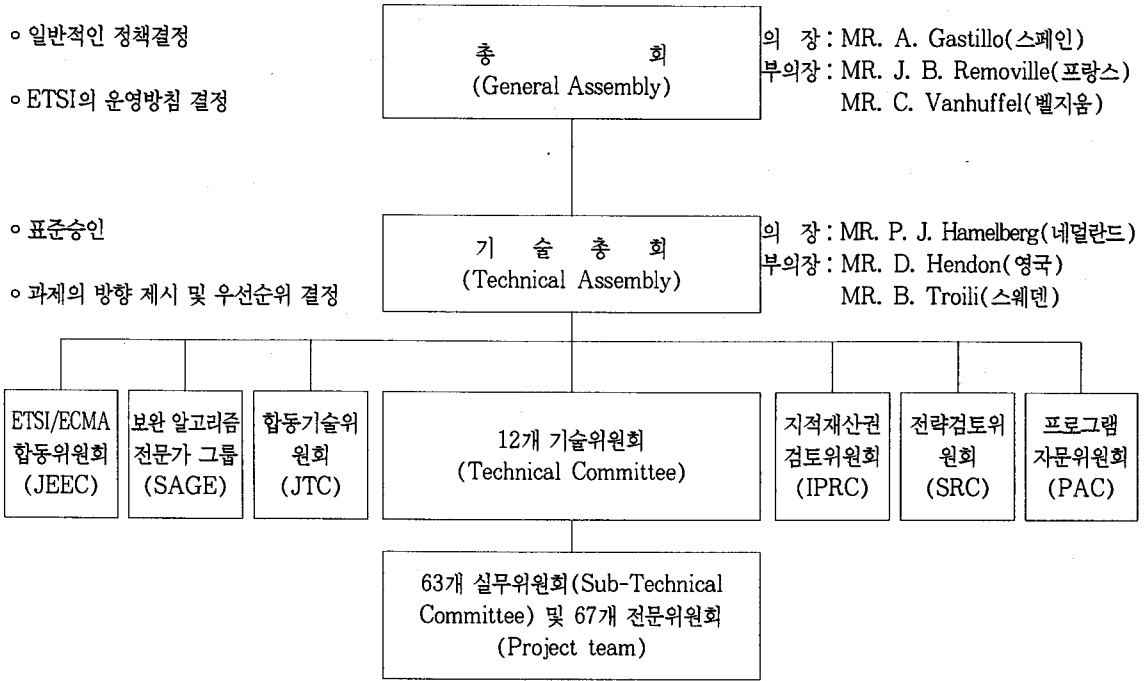 ㅇ 일반적인 정책결정
ㅇ ETSI의 운영방침 결정
총 회
(General Assembly)
의 장 : MR. A. Gastillo(스페인)
부의장 : MR. J. B. Removille(프랑스)
MR. C. Vanhuffel(벨지움)
ㅇ 표준승인
ㅇ 과제의 방향 제시 및 우선순위 결정
기 술 총 회
(Technical Assembly)
의 장 : MR. P. J. Hamelberg(네덜란드)
부의장 : MR. D. Hendon(영국)
MR. B. Troili(스웨덴)
ETSI/ECMA
합동위원회
(JEEC)
보완 알고리즘
전문가 그룹
(SAGE)
합동기술위
원회
(JTC)
12개 기술위원회
(Technical Committee)
지적재산권
검토위원회
(IPRC)
전략검토위
원회
(SRC)
프로그램
자문위원회
(PAC)
63개 실무위원회(Sub-Technical
Committee) 및 67개 전문위원회
(Project team)